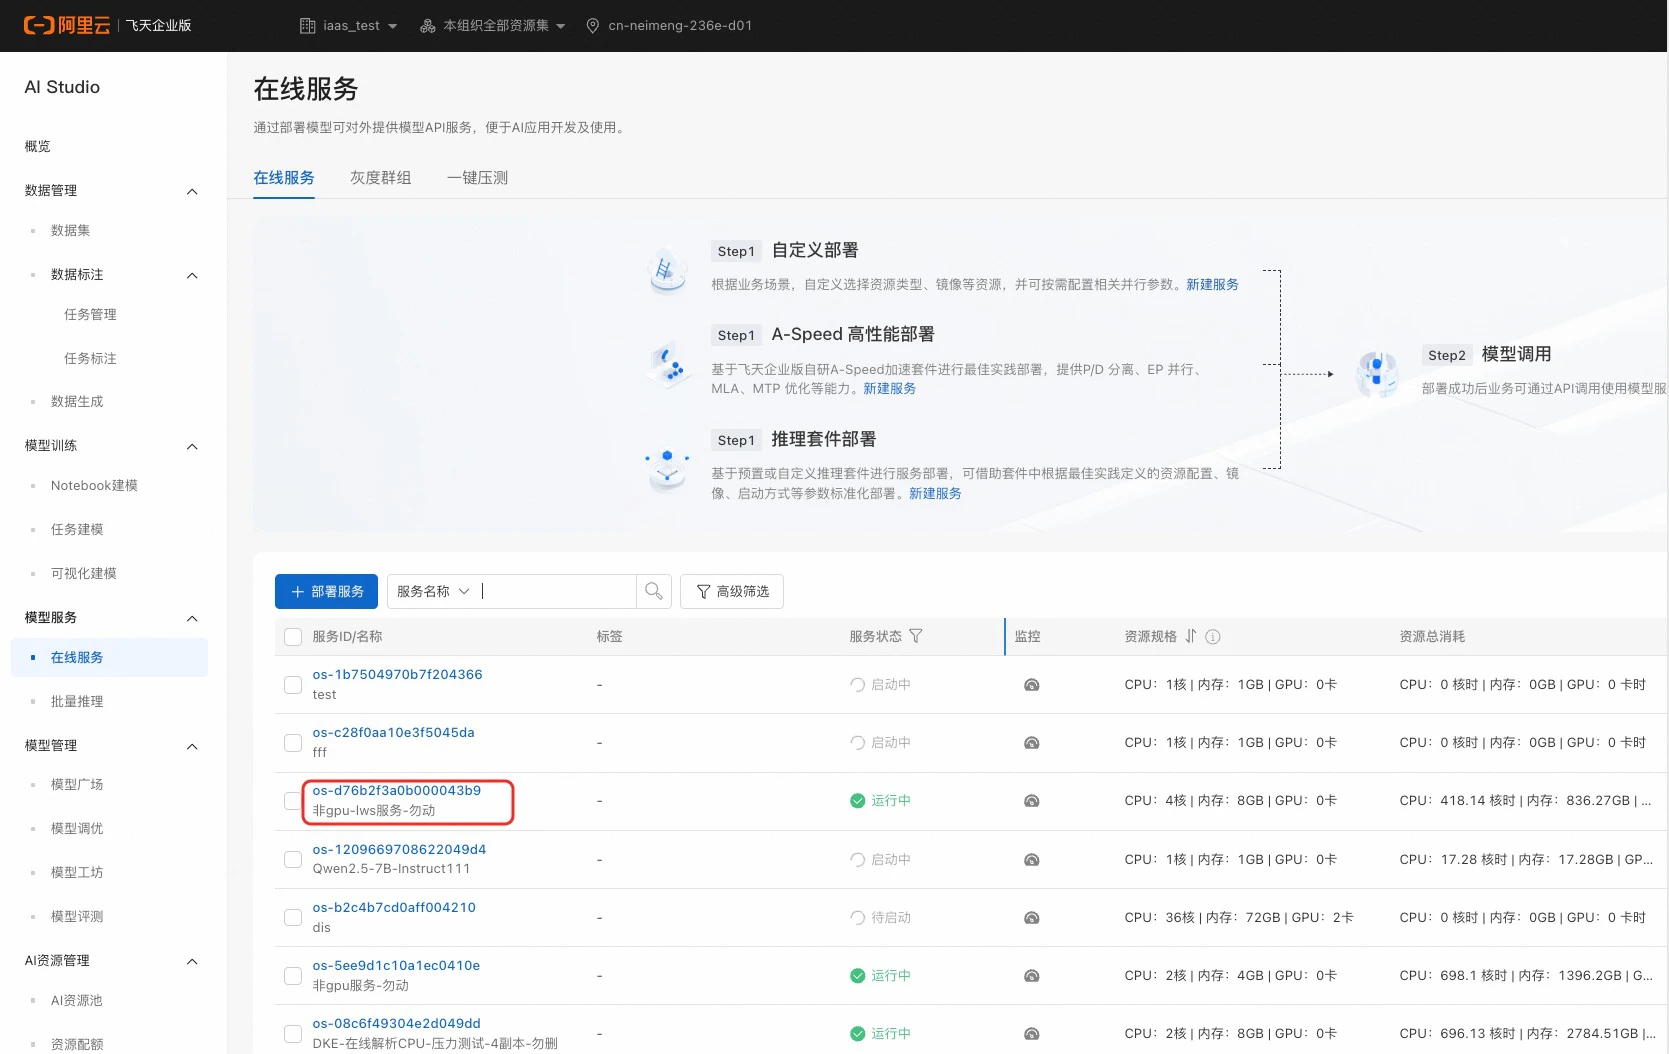 阿里云 飞天企业版 iaas_test 本组织全部资源集 cn-neimeng-236e-d01
AI Studio
概览
数据管理
数据集
数据标注
任务管理
任务标注
数据生成
模型训练
Notebook建模
任务建模
可视化建模
模型服务
在线服务
批量推理
模型管理
模型广场
模型调优
模型工坊
模型评测
AI资源管理
AI资源池
资源配额
在线服务
通过部署模型可对外提供模型API服务，便于AI应用开发及使用。
在线服务 灰度群组 一键压测
Step1 自定义部署
根据业务场景，自定义选择资源类型、镜像等资源，并可按需配置相关并行参数。新建服务
Step1 A-Speed 高性能部署
基于飞天企业版自研A-Speed加速套件进行最佳实践部署，提供P/D 分离、EP 并行、
MLA、MTP 优化等能力。新建服务
Step1 推理套件部署
基于预置或自定义推理套件进行服务部署，可借助套件中根据最佳实践定义的资源配置、镜
像、启动方式等参数标准化部署。新建服务
Step2 模型调用
部署成功后业务可通过API调用使用模型服
部署服务 服务名称 高级筛选
服务ID/名称 标签 服务状态 监控 资源规格 资源总消耗
os-1b7504970b7f204366 - 启动中 CPU：1核 | 内存：1GB | GPU：0卡 CPU：0 核时 | 内存：0GB | GPU：0 卡时
test
os-c28f0aa10e3f5045da - 启动中 CPU：1核 | 内存：1GB | GPU：0卡 CPU：0 核时 | 内存：0GB | GPU：0 卡时
fff
os-d76b2f3a0b000043b9 - 运行中 CPU：4核 | 内存：8GB | GPU：0卡 CPU：418.14 核时 | 内存：836.27GB | ...
非gpu-lws服务-勿动
os-1209669708622049d4 - 启动中 CPU：1核 | 内存：1GB | GPU：0卡 CPU：17.28 核时 | 内存：17.28GB | GP...
Qwen2.5-7B-Instruct111
os-b2c4b7cd0aff004210 - 待启动 CPU：36核 | 内存：72GB | GPU：2卡 CPU：0 核时 | 内存：0GB | GPU：0 卡时
dis
os-5ee9d1c10a1ec0410e - 运行中 CPU：2核 | 内存：4GB | GPU：0卡 CPU：698.1 核时 | 内存：1396.2GB | G...
非gpu服务-勿动
os-08c6f49304e2d049dd - 运行中 CPU：2核 | 内存：8GB | GPU：0卡 CPU：696.13 核时 | 内存：2784.51GB |...
DKE-在线解析CPU-压力测试-4副本-勿删